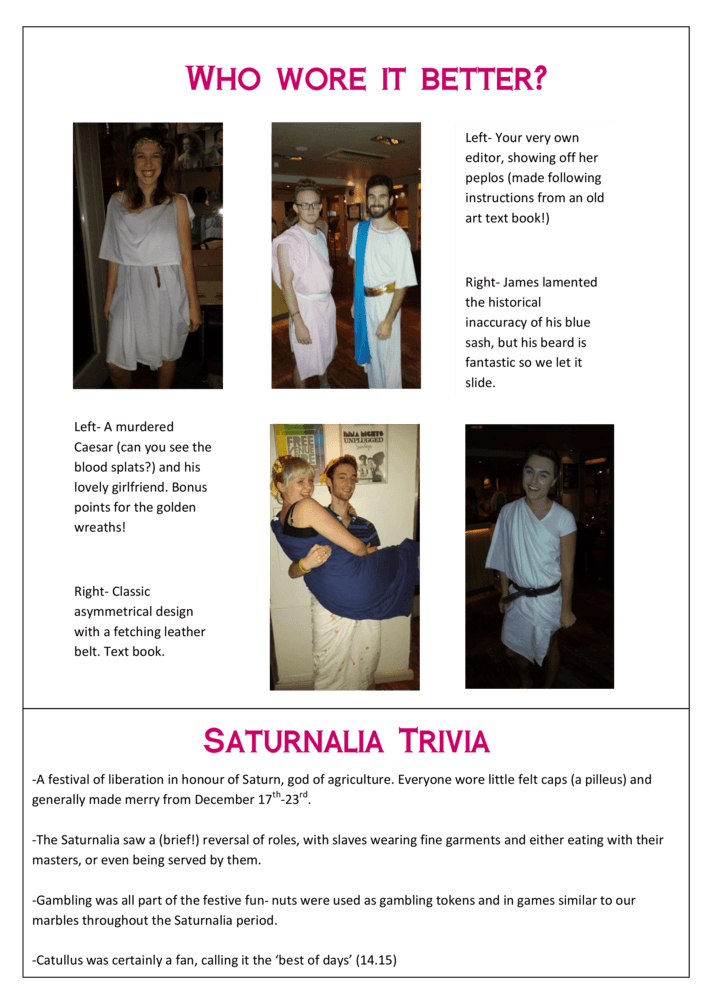 WHO WORE IT BETTER?
Left- Your very own
editor, showing off her
peplos (made following
instructions from an old
art text book!)
Right- James lamented
the historical
inaccuracy of his blue
sash, but his beard is
fantastic so we let it
slide.
Left- A murdered
Caesar (can you see the
blood splats?) and his
lovely girlfriend. Bonus
points for the golden
wreaths!
Right- Classic
asymmetrical design
with a fetching leather
belt. Text book.
FREE
UNPLUGGED
SATURNALIA TRIVIA
-A festival of liberation in honour of Saturn, god of agriculture. Everyone wore little felt caps (a pilleus) and
generally made merry from December 17th-23rd.
-The Saturnalia saw a (brief!) reversal of roles, with slaves wearing fine garments and either eating with their
masters, or even being served by them.
-Gambling was all part of the festive fun- nuts were used as gambling tokens and in games similar to our
marbles throughout the Saturnalia period.
-Catullus was certainly a fan, calling it the ‘best of days’ (14.15)